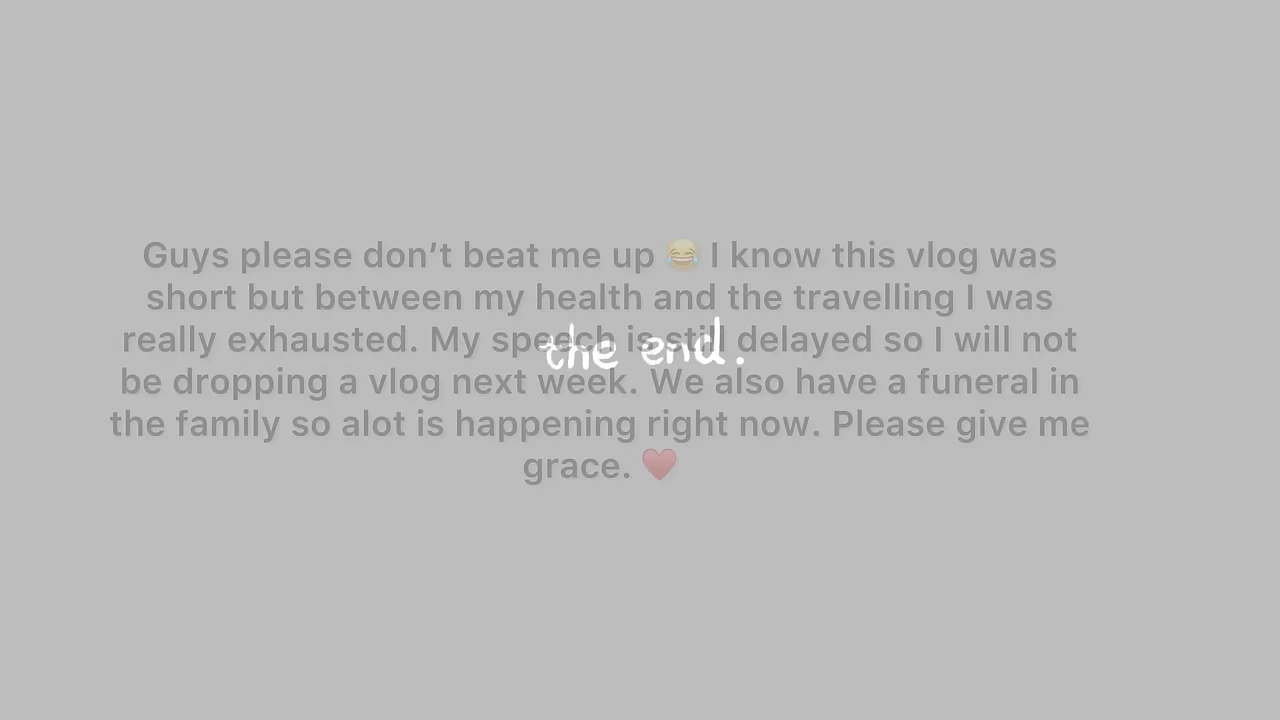 Guys please don’t beat me up 😂 I know this vlog was
short but between my health and the travelling I was
really exhausted. My speech is still delayed so I will not
be dropping a vlog next week. We also have a funeral in
the family so alot is happening right now. Please give me
grace. ♥️
the end.